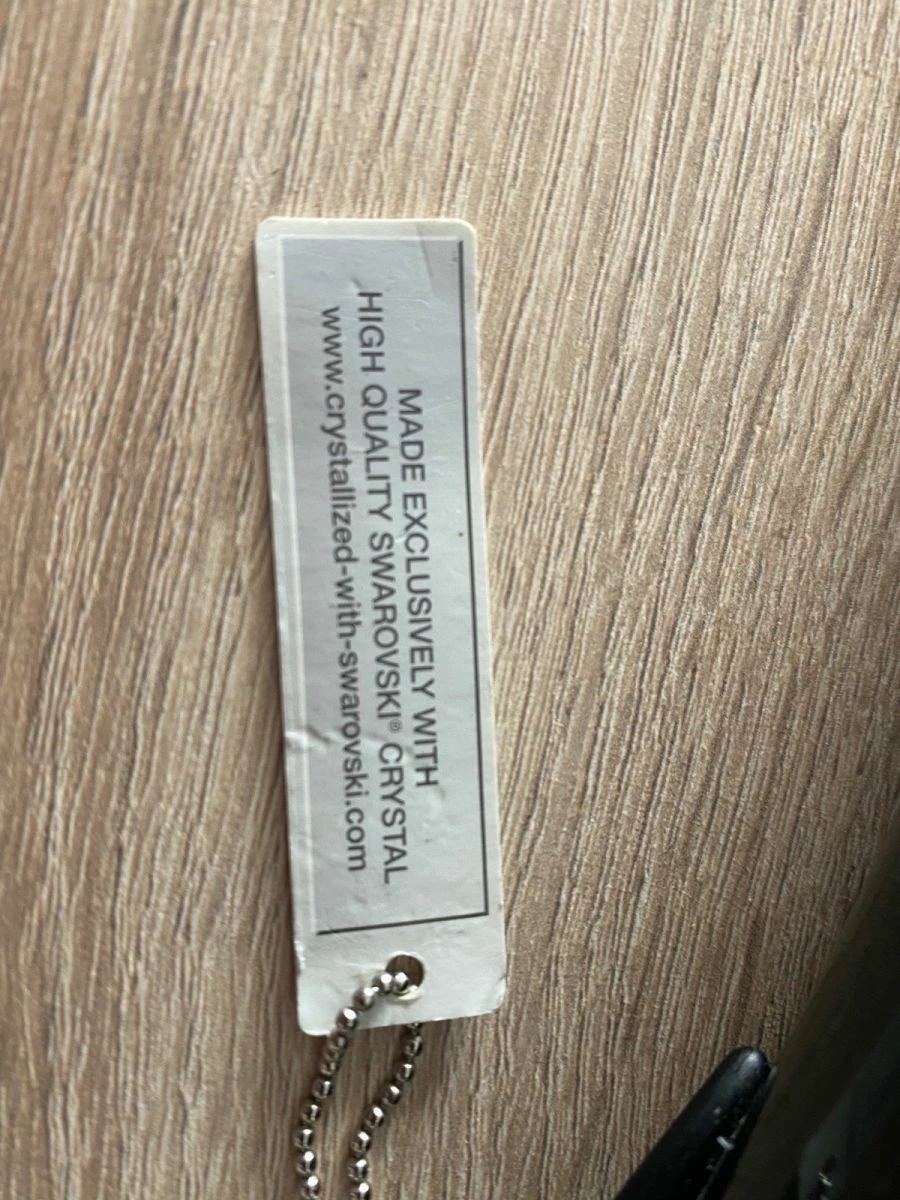 MADE EXCLUSIVELY WITH
HIGH QUALITY SWAROVSKI® CRYSTAL
www.crystallized-with-swarovski.com